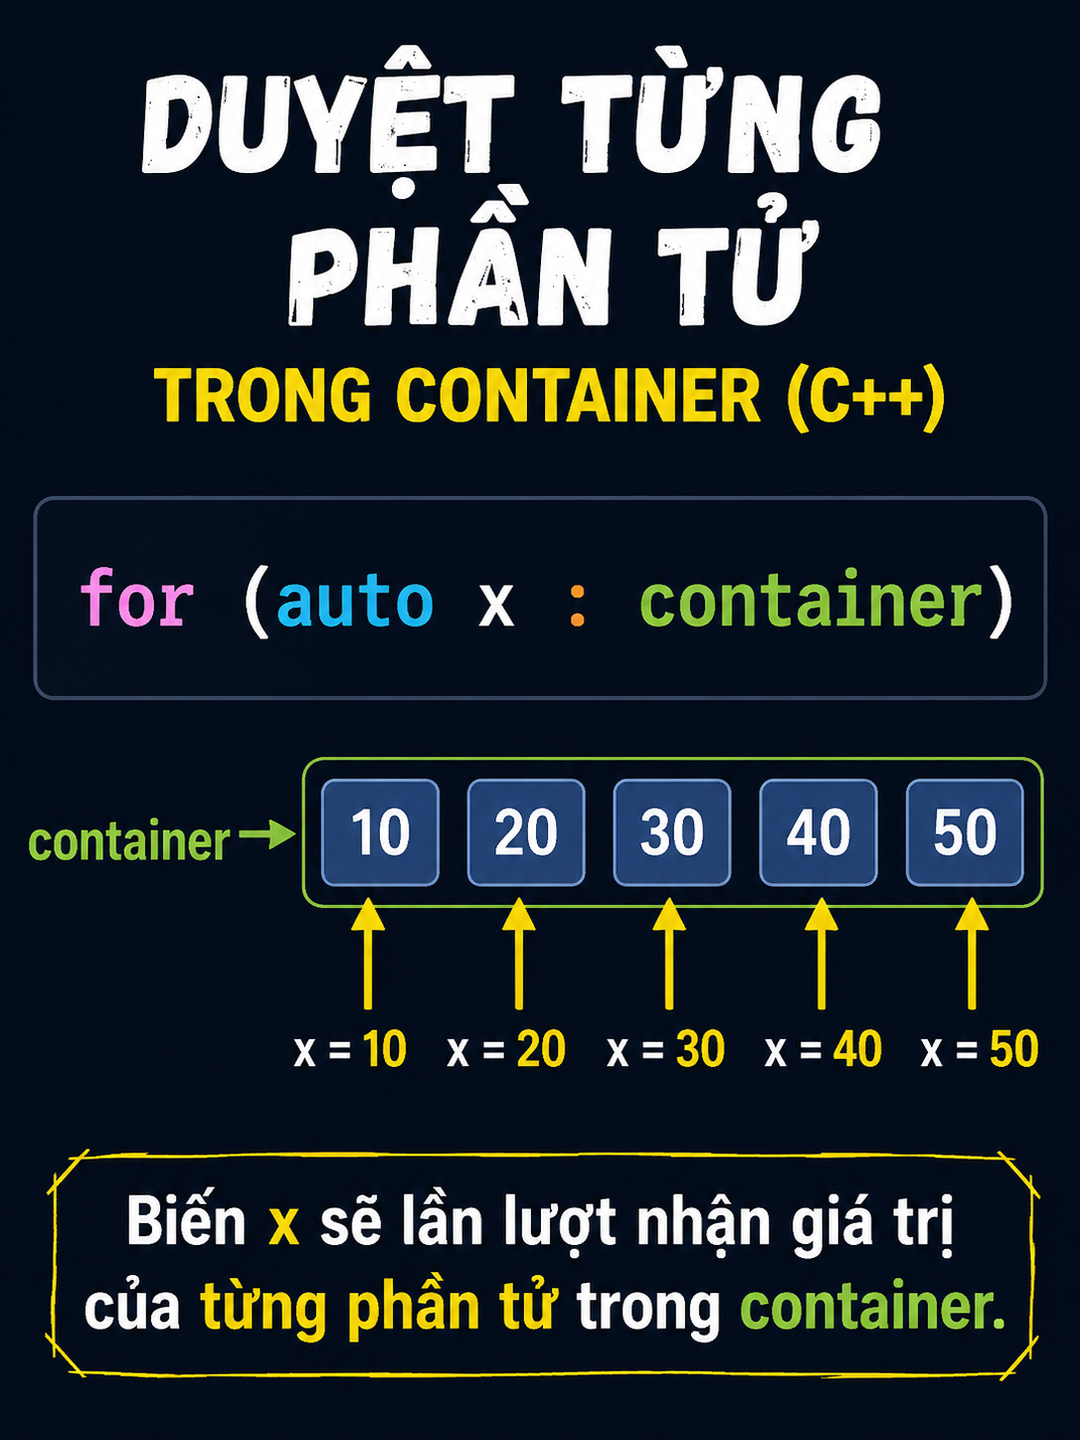 DUYỆT TỪNG
PHẦN TỬ
TRONG CONTAINER (C++)
for (auto x : container)
container
10 20 30 40 50
x = 10 x = 20 x = 30 x = 40 x = 50
Biến x sẽ lần lượt nhận giá trị
của từng phần tử trong container.